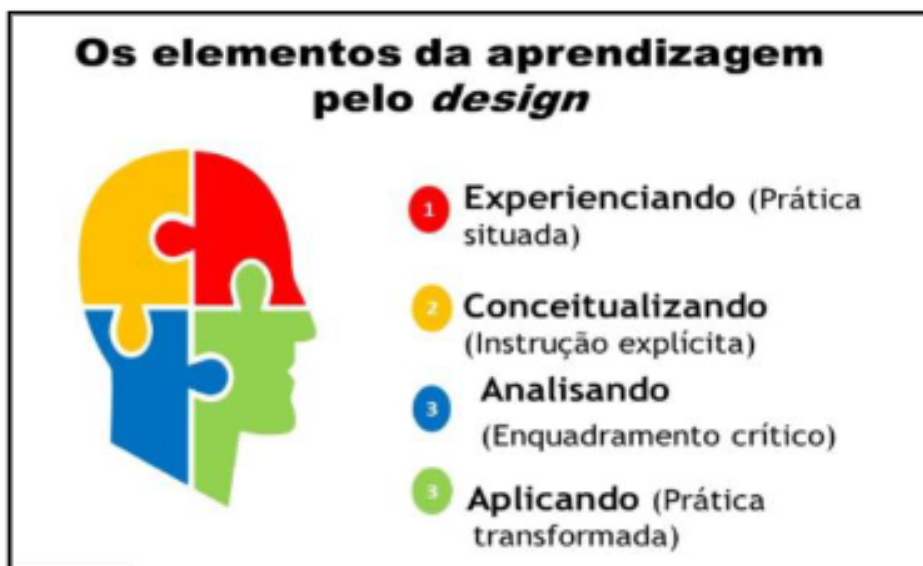 Os elementos da aprendizagem
pelo design
1 Experienciando (Prática
situada)
2 Conceitualizando
(Instrução explícita)
3 Analisando
(Enquadramento crítico)
3 Aplicando (Prática
transformada)